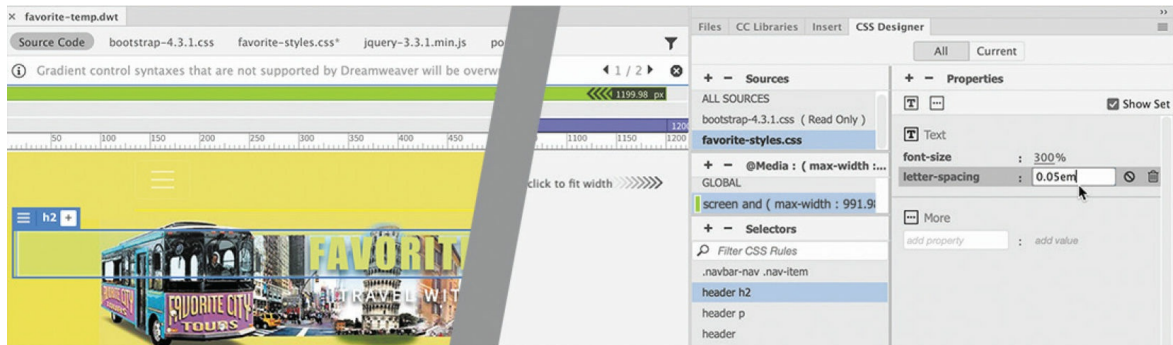 × favorite-temp.dwt
Source Code bootstrap-4.3.1.css favorite-styles.css* jquery-3.3.1.min.js po
Gradient control syntaxes that are not supported by Dreamweaver will be overw
1 / 2
1199.98 px
1200
50 100 150 200 250 300 350 400 450
1100 1150 1200
click to fit width
h2 +
FAVORIT
TRAVEL WIT
FAVORITE CITY
TOURS
Files CC Libraries Insert CSS Designer
All Current
+ − Sources
ALL SOURCES
bootstrap-4.3.1.css ( Read Only )
favorite-styles.css
+ − @Media : ( max-width :...
GLOBAL
screen and ( max-width : 991.98
+ − Selectors
Filter CSS Rules
.navbar-nav .nav-item
header h2
header p
header
+ − Properties
T
Show Set
T Text
font-size : 300%
letter-spacing : 0.05em
More
add property : add value